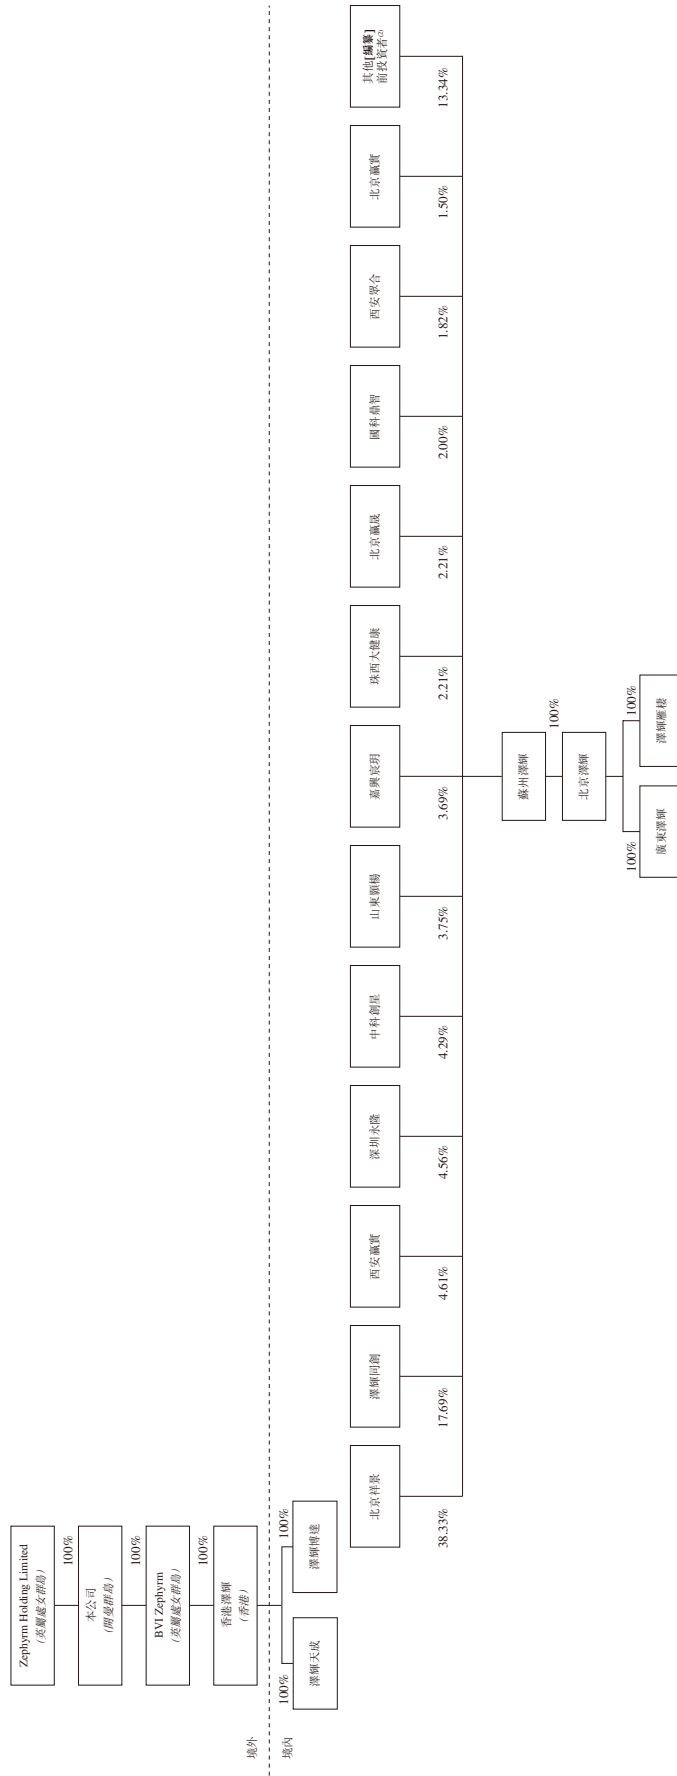 Zephyrm Holding Limited
(英屬處女群島)
100%
本公司
(開曼群島)
100%
BVI Zephyrm
(英屬處女群島)
100%
香港澤輝
(香港)
境外
境內
100%
100%
澤輝天成
澤輝博達
北京祥景
澤輝同創
西安贏實
深圳永隆
中科創星
山東顯楊
嘉興宸玥
珠西大健康
北京贏晟
國科鼎智
西安眾合
北京贏實
其他[編纂]
前投資者(2)
38.33%
17.69%
4.61%
4.56%
4.29%
3.75%
3.69%
2.21%
2.21%
2.00%
1.82%
1.50%
13.34%
蘇州澤輝
100%
北京澤輝
100%
100%
廣東澤輝
澤輝雁棲